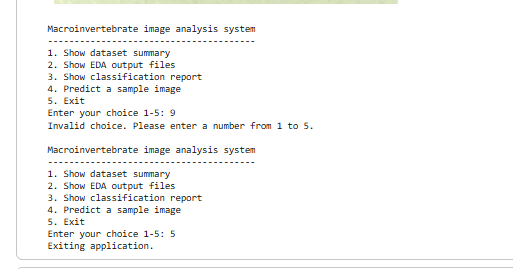 Macroinvertebrate image analysis system
----------------------------------------
1. Show dataset summary
2. Show EDA output files
3. Show classification report
4. Predict a sample image
5. Exit
Enter your choice 1-5: 9
Invalid choice. Please enter a number from 1 to 5.

Macroinvertebrate image analysis system
----------------------------------------
1. Show dataset summary
2. Show EDA output files
3. Show classification report
4. Predict a sample image
5. Exit
Enter your choice 1-5: 5
Exiting application.